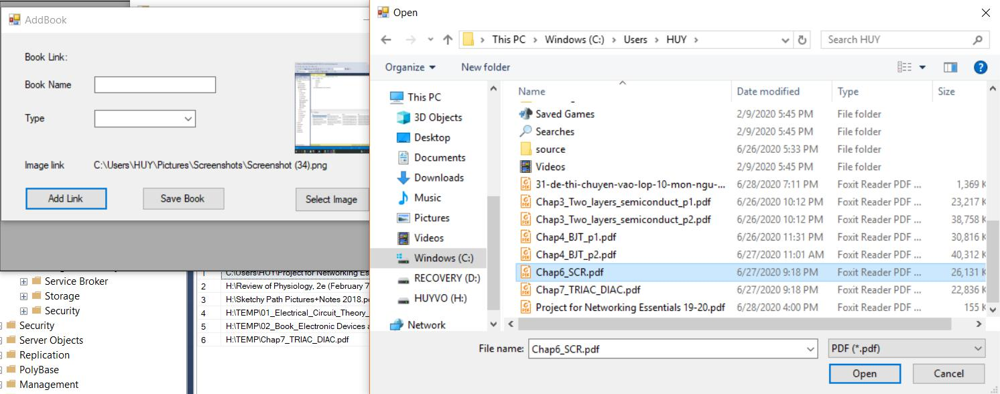 AddBook
Book Link:
Book Name
Type
Image link C:\Users\HUY\Pictures\Screenshots\Screenshot (34).png
Add Link Save Book Select Image
Service Broker
Storage
Security
Security
Server Objects
Replication
PolyBase
Management
1 C:\Users\HUY\Project for Networking Es
2 H:\Review of Physiology, 2e (February 7
3 H:\Sketchy Path Pictures+Notes 2018.p
4 H:\TEMP\01_Electrical_Circuit_Theory_
5 H:\TEMP\02_Book_Electronic Devices a
6 H:\TEMP\Chap7_TRIAC_DIAC.pdf
Open
This PC > Windows (C:) > Users > HUY >
Search HUY
Organize New folder
This PC
3D Objects
Desktop
Documents
Downloads
Music
Pictures
Videos
Windows (C:)
RECOVERY (D:)
HUYVO (H:)
Network
Name Date modified Type Size
Saved Games 2/9/2020 5:45 PM File folder
Searches 2/9/2020 5:45 PM File folder
source 6/26/2020 5:33 PM File folder
Videos 2/9/2020 5:45 PM File folder
31-de-thi-chuyen-vao-lop-10-mon-ngu-... 6/28/2020 7:11 PM Foxit Reader PDF ... 1,369 K
Chap3_Two_layers_semiconduct_p1.pdf 6/26/2020 10:12 PM Foxit Reader PDF ... 23,217 K
Chap3_Two_layers_semiconduct_p2.pdf 6/26/2020 10:12 PM Foxit Reader PDF ... 38,758 K
Chap4_BJT_p1.pdf 6/26/2020 11:31 PM Foxit Reader PDF ... 30,816 K
Chap4_BJT_p2.pdf 6/27/2020 11:01 AM Foxit Reader PDF ... 40,312 K
Chap6_SCR.pdf 6/27/2020 9:18 PM Foxit Reader PDF ... 26,131 K
Chap7_TRIAC_DIAC.pdf 6/27/2020 9:18 PM Foxit Reader PDF ... 22,836 K
Project for Networking Essentials 19-20.pdf 6/28/2020 4:00 PM Foxit Reader PDF ... 155 K
File name: Chap6_SCR.pdf PDF (*.pdf)
Open Cancel